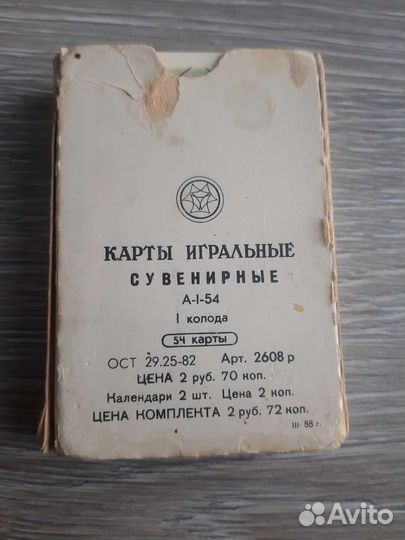 КАРТЫ ИГРАЛЬНЫЕ
СУВЕНИРНЫЕ
А-I-54
I колода
54 карты
ОСТ 29.25-82 Арт. 2608 р
ЦЕНА 2 руб. 70 коп.
Календари 2 шт. Цена 2 коп.
ЦЕНА КОМПЛЕКТА 2 руб. 72 коп.
III-88 г.
Avito